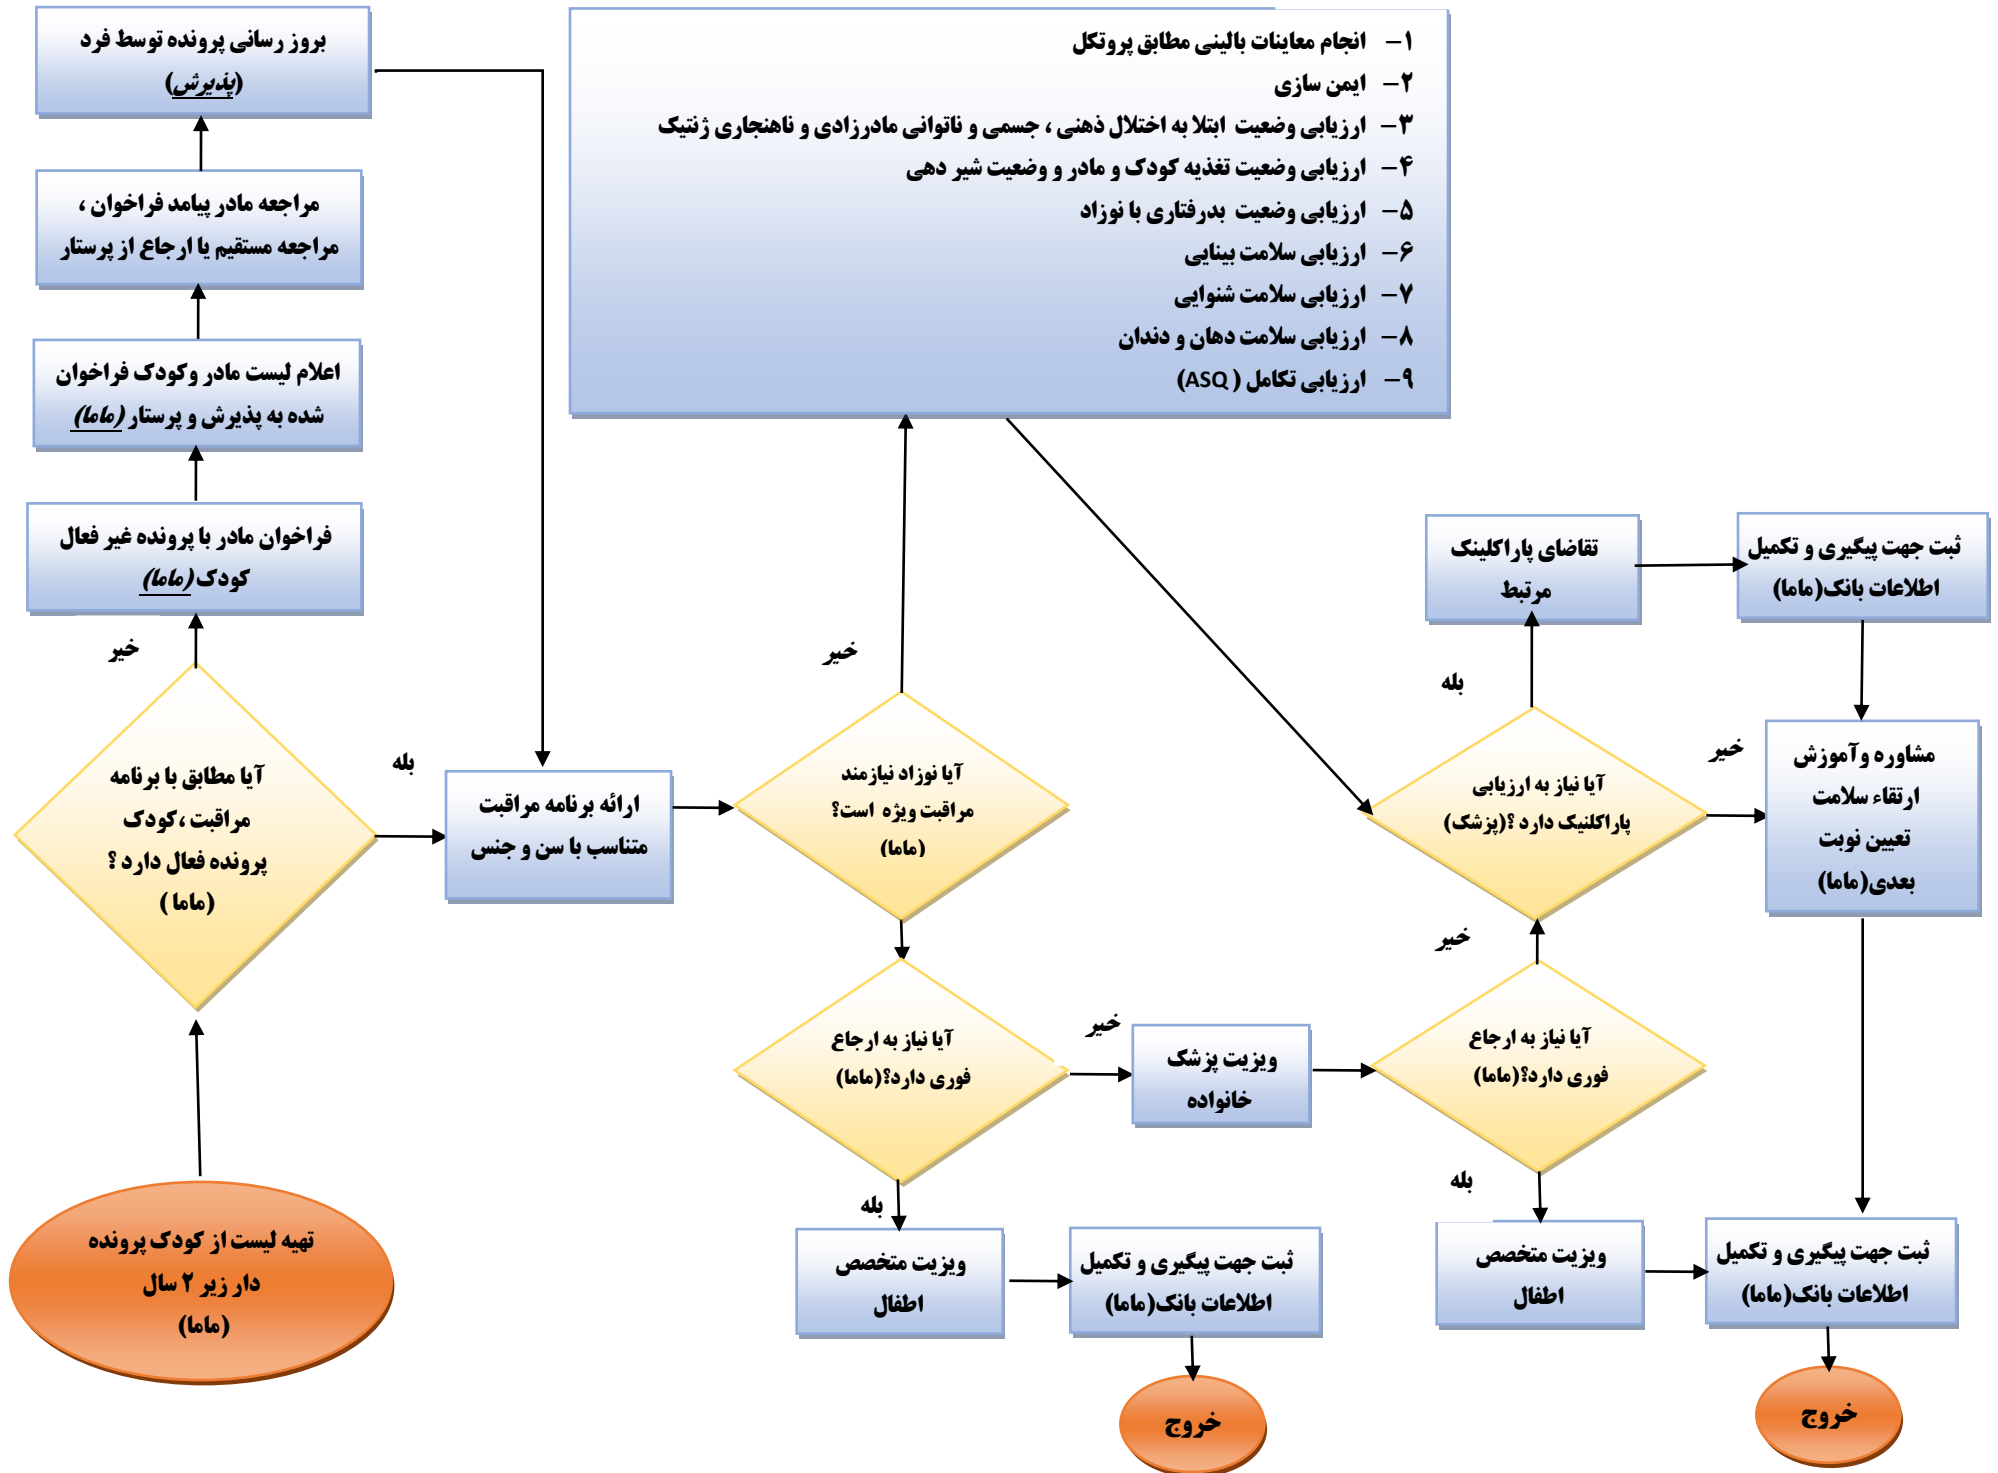 بروز رسانی پرونده توسط فرد
(پذیرش)
مراجعه مادر پیامد فراخوان ،
مراجعه مستقیم یا ارجاع از پرستار
اعلام لیست مادر وکودک فراخوان
شده به پذیرش و پرستار (ماما)
فراخوان مادر با پرونده غیر فعال
کودک (ماما)
خیر
آیا مطابق با برنامه
مراقبت ،کودک
پرونده فعال دارد ؟
(ماما )
بله
تهیه لیست از کودک پرونده
دار زیر ۲ سال
(ماما)
ارائه برنامه مراقبت
متناسب با سن و جنس
۱- انجام معاینات بالینی مطابق پروتکل
۲- ایمن سازی
۳- ارزیابی وضعیت ابتلا به اختلال ذهنی ، جسمی و ناتوانی مادرزادی و ناهنجاری ژنتیک
۴- ارزیابی وضعیت تغذیه کودک و مادر و وضعیت شیر دهی
۵- ارزیابی وضعیت بدرفتاری با نوزاد
۶- ارزیابی سلامت بینایی
۷- ارزیابی سلامت شنوایی
۸- ارزیابی سلامت دهان و دندان
۹- ارزیابی تکامل ( ASQ)
خیر
آیا نوزاد نیازمند
مراقبت ویژه است؟
(ماما)
آیا نیاز به ارجاع
فوری دارد؟(ماما)
خیر
بله
ویزیت پزشک
خانواده
ویزیت متخصص
اطفال
ثبت جهت پیگیری و تکمیل
اطلاعات بانک(ماما)
خروج
تقاضای پاراکلینک
مرتبط
ثبت جهت پیگیری و تکمیل
اطلاعات بانک(ماما)
بله
آیا نیاز به ارزیابی
پاراکلنیک دارد ؟(پزشک)
خیر
مشاوره وآموزش
ارتقاء سلامت
تعیین نوبت
بعدی(ماما)
خیر
آیا نیاز به ارجاع
فوری دارد؟(ماما)
بله
ویزیت متخصص
اطفال
ثبت جهت پیگیری و تکمیل
اطلاعات بانک(ماما)
خروج